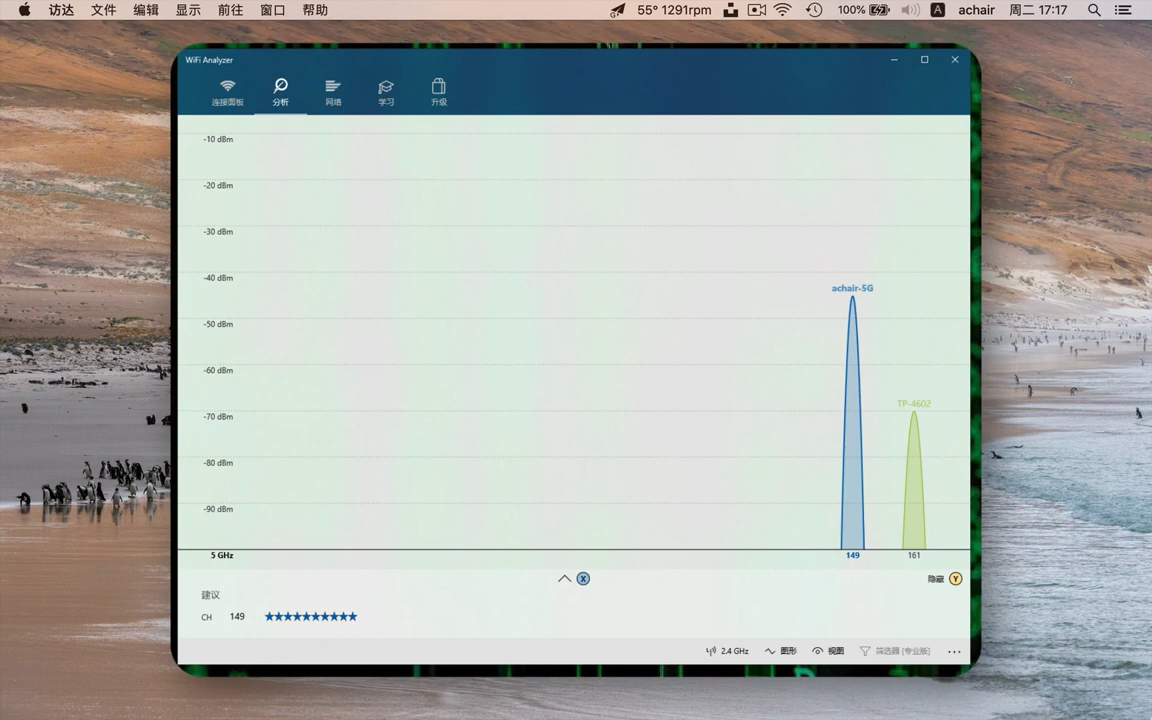 访达 文件 编辑 显示 前往 窗口 帮助 55° 1291rpm 100% A achair 周二 17:17
WiFi Analyzer
连接面板 分析 网络 学习 升级
-10 dBm
-20 dBm
-30 dBm
-40 dBm
achair-5G
-50 dBm
-60 dBm
TP-4602
-70 dBm
-80 dBm
-90 dBm
5 GHz 149 161
X 隐藏 Y
建议
CH 149 ★★★★★★★★★★
2.4 GHz 图形 视图 筛选器 [专业版] ...